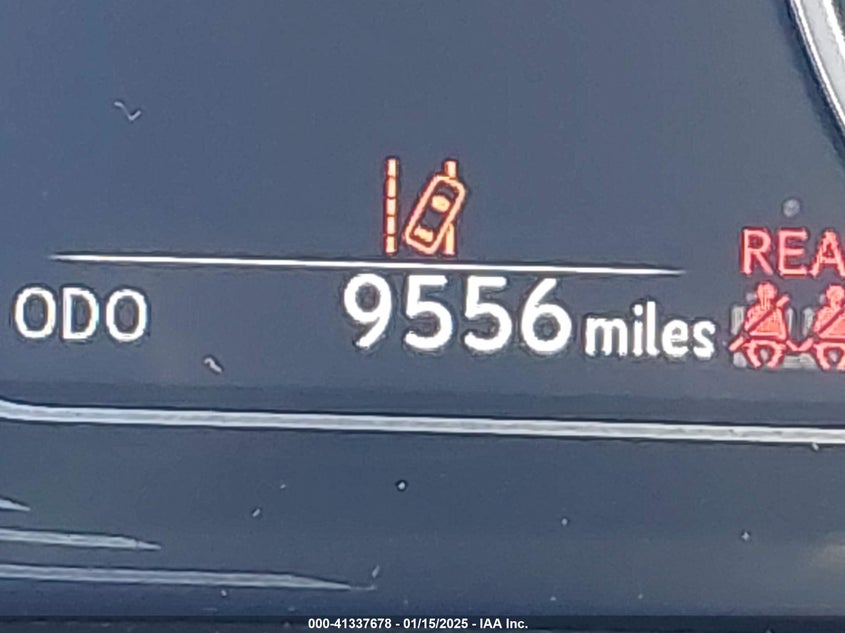 REA
ODO 9556 miles
000-41337678 - 01/15/2025 - IAA Inc.